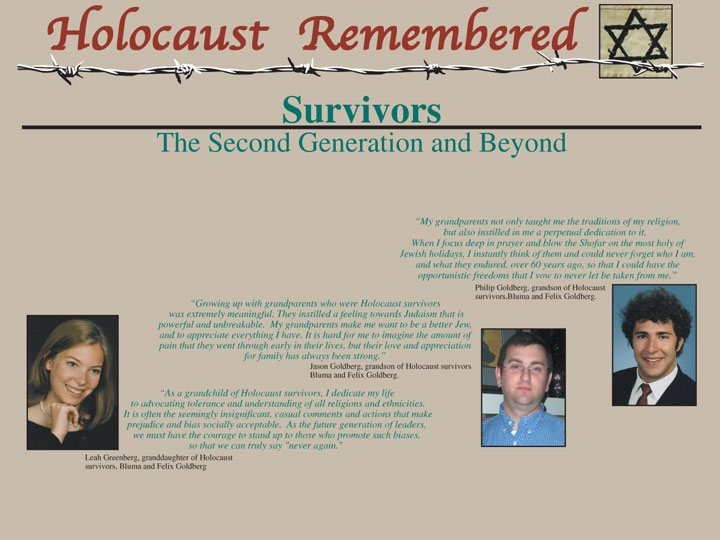 Holocaust Remembered
Survivors
The Second Generation and Beyond
“My grandparents not only taught me the traditions of my religion,
but also instilled in me a perpetual dedication to it.
When I focus deep in prayer and blow the Shofar on the most holy of
Jewish holidays, I instantly think of them and could never forget who I am,
and what they endured, over 60 years ago, so that I could have the
opportunistic freedoms that I vow to never let be taken from me.”
Philip Goldberg, grandson of Holocaust
survivors,Bluma and Felix Goldberg.
"Growing up with grandparents who were Holocaust survivors
was extremely meaningful. They instilled a feeling towards Judaism that is
powerful and unbreakable.  My grandparents make me want to be a better Jew,
and to appreciate everything I have. It is hard for me to imagine the amount of
pain that they went through early in their lives, but their love and appreciation
for family has always been strong.”
Jason Goldberg, grandson of Holocaust survivors
Bluma and Felix Goldberg.
“As a grandchild of Holocaust survivors, I dedicate my life
to advocating tolerance and understanding of all religions and ethnicities.
It is often the seemingly insignificant, casual comments and actions that make
prejudice and bias socially acceptable.  As the future generation of leaders,
we must have the courage to stand up to those who promote such biases,
so that we can truly say "never again."
Leah Greenberg, granddaughter of Holocaust
survivors, Bluma and Felix Goldberg